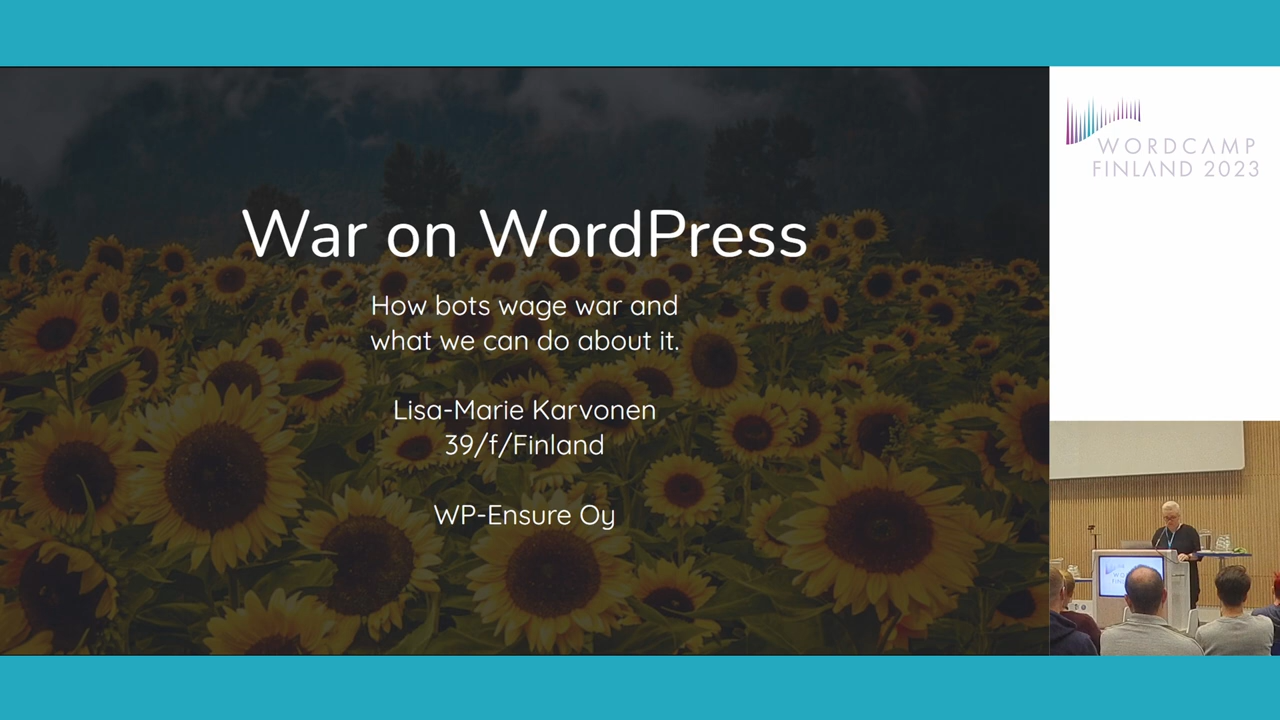 War on WordPress
How bots wage war and
what we can do about it.
Lisa-Marie Karvonen
39/f/Finland
WP-Ensure Oy
WORDCAMP
FINLAND 2023